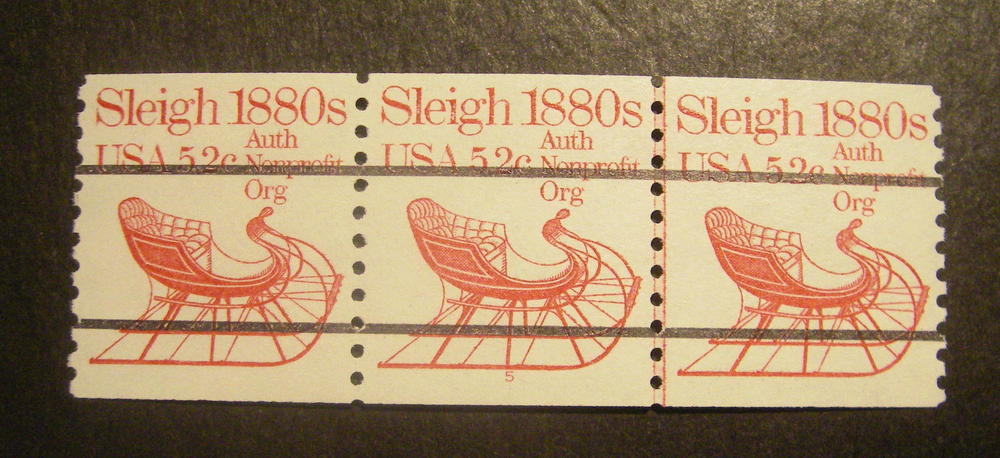 Sleigh 1880s
Auth
USA 5.2c Nonprofit
Org
Sleigh 1880s
Auth
USA 5.2c Nonprofit
Org
5
Sleigh 1880s
Auth
USA 5.2c Nonprofit
Org